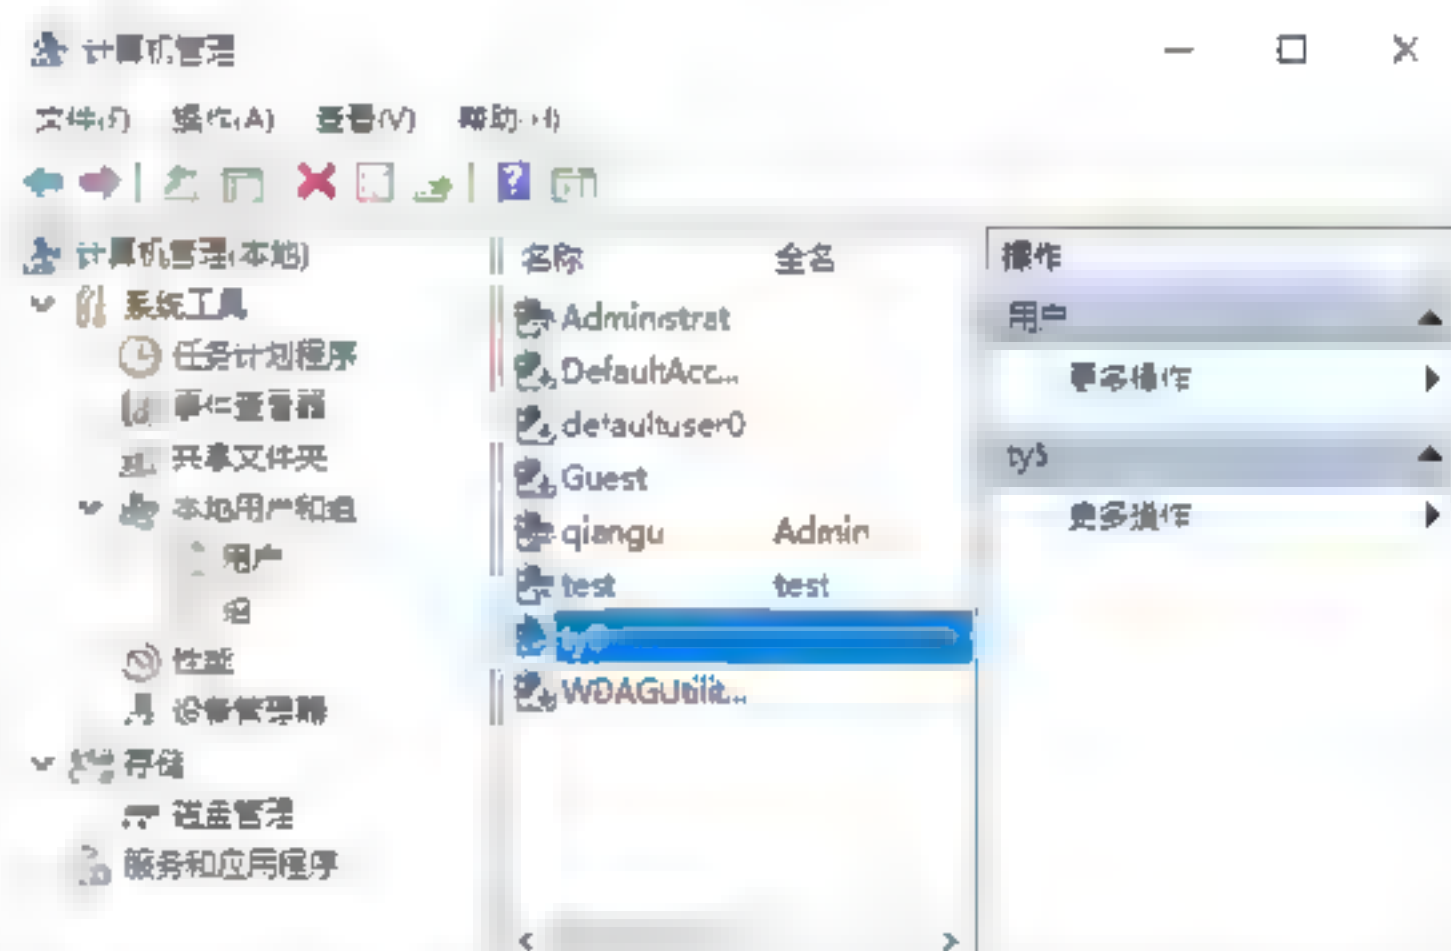 计算机管理
文件(F) 操作(A) 查看(V) 帮助(H)
计算机管理(本地)
系统工具
任务计划程序
事件查看器
共享文件夹
本地用户和组
用户
组
性能
设备管理器
存储
磁盘管理
服务和应用程序
名称 全名
Administrat
DefaultAcc...
defaultuser0
Guest
qiangu Admin
test test
WDAGUtilit...
操作
用户
更多操作
ty5
更多操作